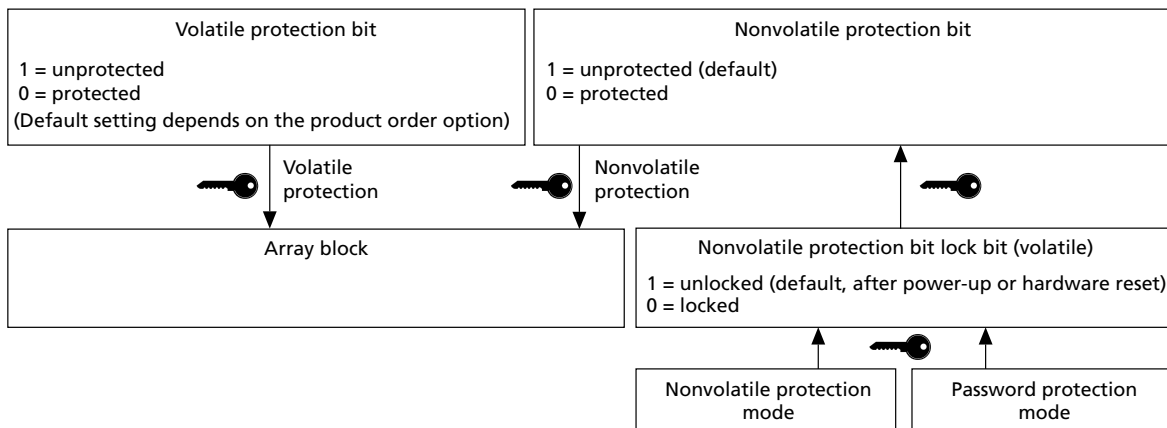 Volatile protection bit
1 = unprotected
0 = protected
(Default setting depends on the product order option)
Nonvolatile protection bit
1 = unprotected (default)
0 = protected
Volatile
protection
Nonvolatile
protection
Array block
Nonvolatile protection bit lock bit (volatile)
1 = unlocked (default, after power-up or hardware reset)
0 = locked
Nonvolatile protection
mode
Password protection
mode